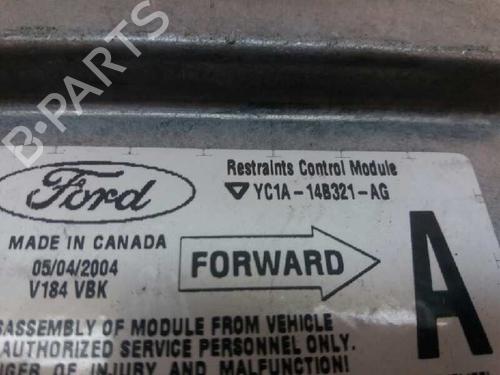 B-PARTS
Ford
Restraints Control Module
YC1A-14B321-AG
MADE IN CANADA
05/04/2004
V184 VBK
FORWARD
A
SASSEMBLY OF MODULE FROM VEHICLE
AUTHORIZED SERVICE PERSONNEL ONLY.
OF INJURY AND MALFUNCTION!